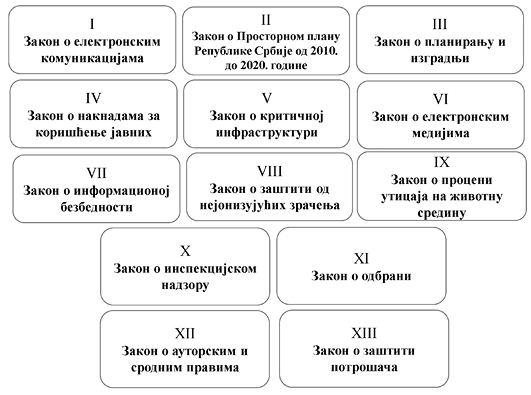 I
Закон о електронским
комуникацијама
II
Закон о Просторном плану
Републике Србије од 2010.
до 2020. године
III
Закон о планирању и
изградњи
IV
Закон о накнадама за
коришћење јавних
V
Закон о критичној
инфраструктури
VI
Закон о електронским
медијима
VII
Закон о информационој
безбедности
VIII
Закон о заштити од
нејонизујућих зрачења
IX
Закон о процени
утицаја на животну
средину
X
Закон о инспекцијском
надзору
XI
Закон о одбрани
XII
Закон о ауторским и
сродним правима
XIII
Закон о заштити
потрошача